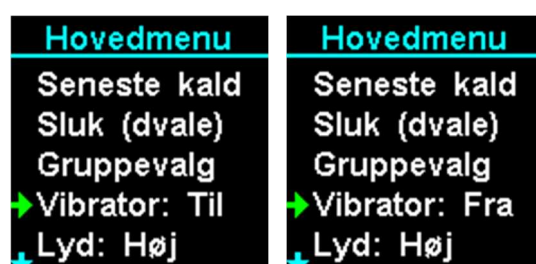 Hovedmenu
Seneste kald
Sluk (dvale)
Gruppevalg
Vibrator: Til
Lyd: Høj
Hovedmenu
Seneste kald
Sluk (dvale)
Gruppevalg
Vibrator: Fra
Lyd: Høj